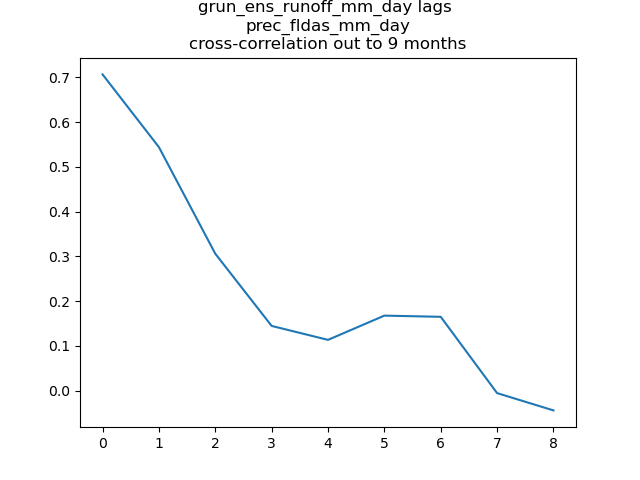 grun_ens_runoff_mm_day lags
prec_fldas_mm_day
cross-correlation out to 9 months
0.7
0.6
0.5
0.4
0.3
0.2
0.1
0.0
0 1 2 3 4 5 6 7 8